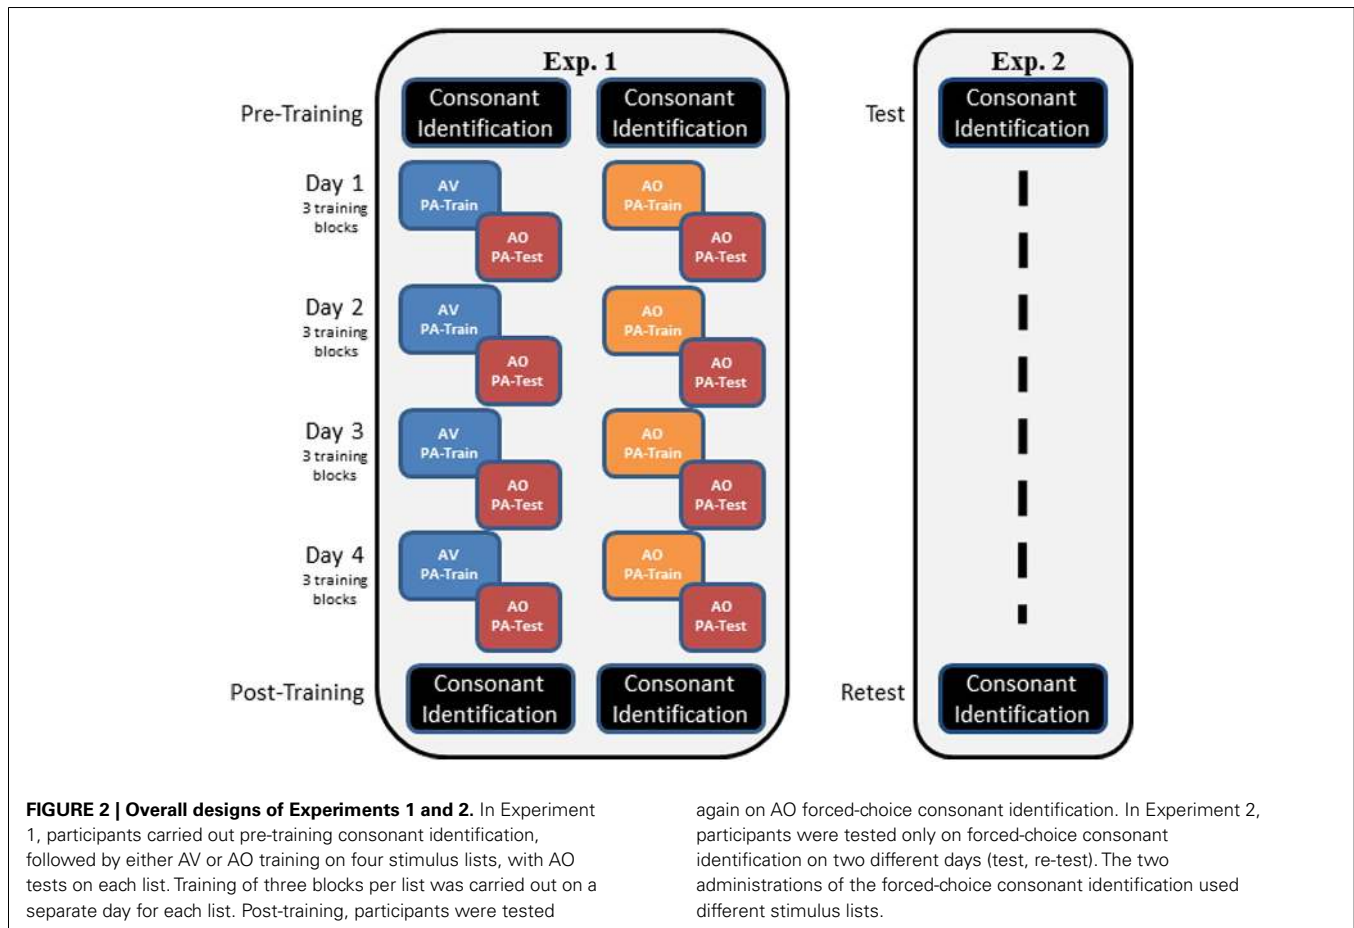 Exp. 1
Pre-Training
Consonant
Identification
Consonant
Identification
Day 1
3 training
blocks
AV
PA-Train
AO
PA-Test
AO
PA-Train
AO
PA-Test
Day 2
3 training
blocks
AV
PA-Train
AO
PA-Test
AO
PA-Train
AO
PA-Test
Day 3
3 training
blocks
AV
PA-Train
AO
PA-Test
AO
PA-Train
AO
PA-Test
Day 4
3 training
blocks
AV
PA-Train
AO
PA-Test
AO
PA-Train
AO
PA-Test
Post-Training
Consonant
Identification
Consonant
Identification
Exp. 2
Test
Consonant
Identification
Retest
Consonant
Identification
FIGURE 2 | Overall designs of Experiments 1 and 2. In Experiment
1, participants carried out pre-training consonant identification,
followed by either AV or AO training on four stimulus lists, with AO
tests on each list. Training of three blocks per list was carried out on a
separate day for each list. Post-training, participants were tested
again on AO forced-choice consonant identification. In Experiment 2,
participants were tested only on forced-choice consonant
identification on two different days (test, re-test). The two
administrations of the forced-choice consonant identification used
different stimulus lists.